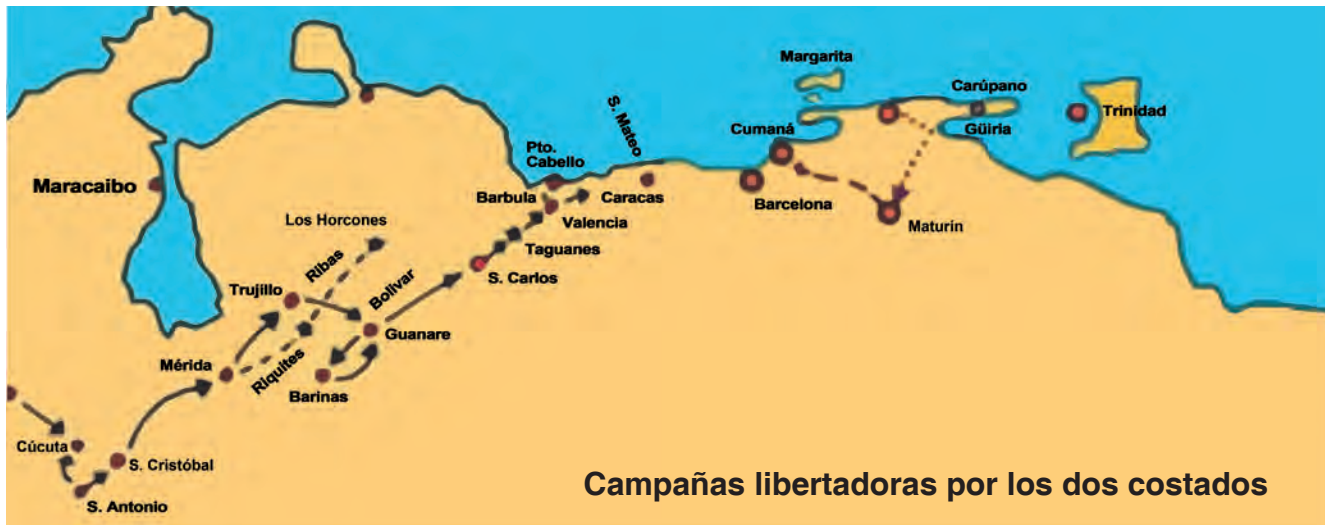 Margarita
Carúpano
Trinidad
Cumaná
Güiria
S. Mateo
Pto.
Cabello
Maracaibo
Barbula
Caracas
Barcelona
Valencia
Maturín
Los Horcones
Taguanes
Ribas
S. Carlos
Bolívar
Trujillo
Guanare
Mérida
Riquites
Barinas
Cúcuta
S. Cristóbal
S. Antonio
Campañas libertadoras por los dos costados